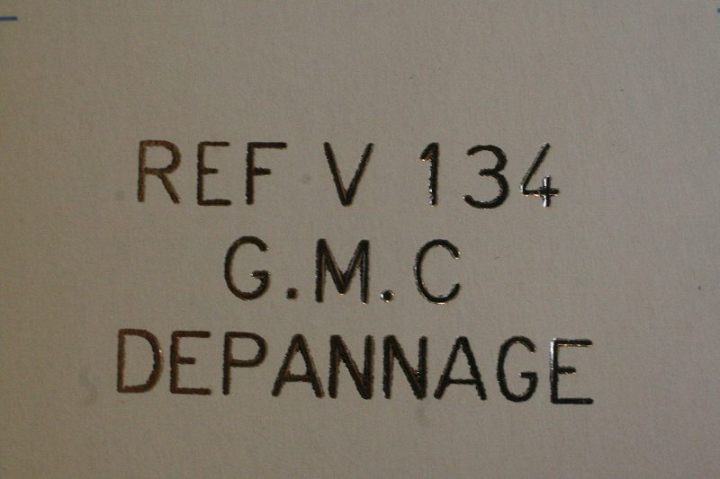 REF V 134
G.M.C
DEPANNAGE